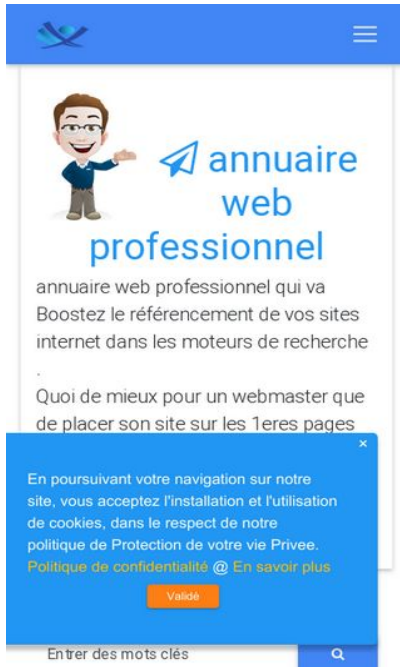 annuaire
web
professionnel
annuaire web professionnel qui va
Boostez le référencement de vos sites
internet dans les moteurs de recherche
.
Quoi de mieux pour un webmaster que
de placer son site sur les 1eres pages
×
En poursuivant votre navigation sur notre
site, vous acceptez l'installation et l'utilisation
de cookies, dans le respect de notre
politique de Protection de votre vie Privee.
Politique de confidentialité @ En savoir plus
Validé
Entrer des mots clés